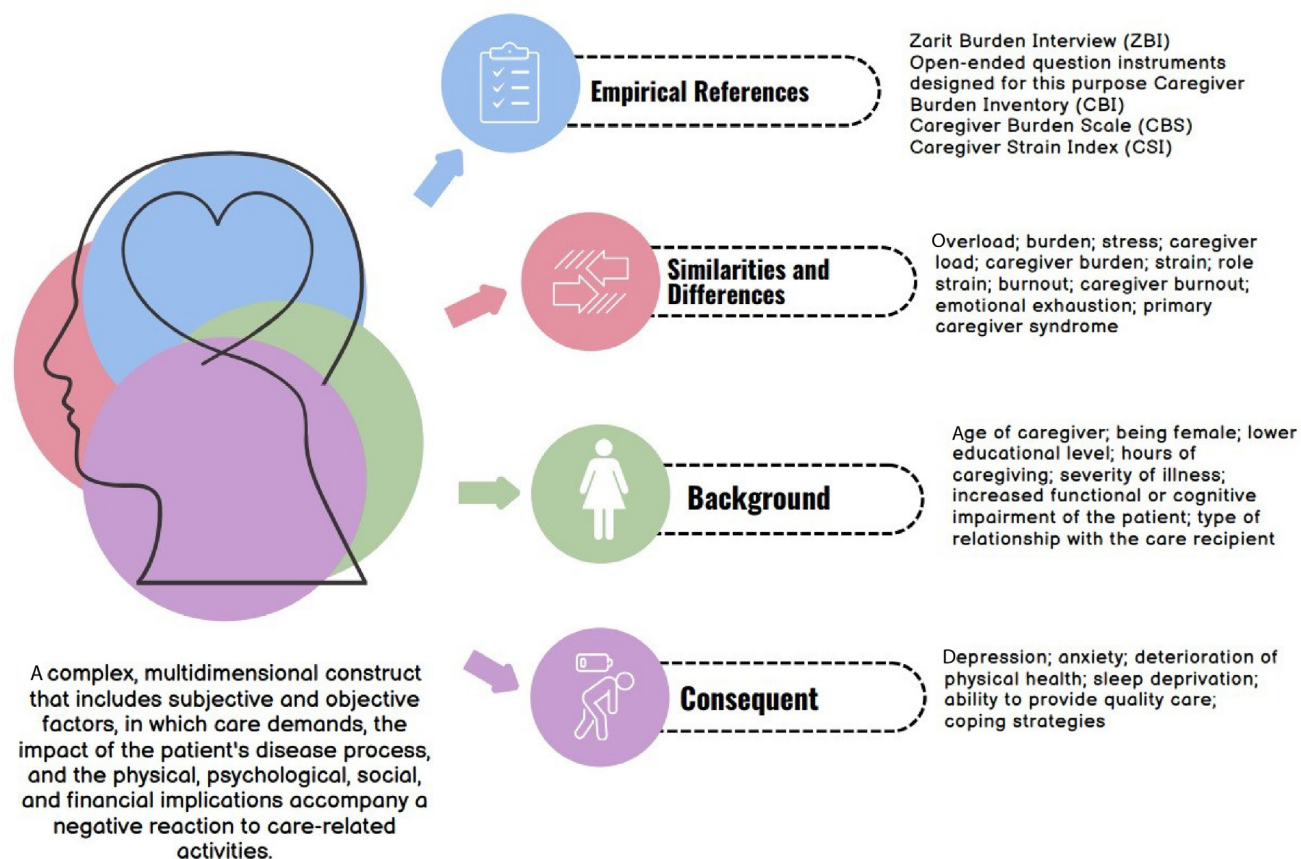 Empirical References
Zarit Burden Interview (ZBI)
Open-ended question instruments
designed for this purpose Caregiver
Burden Inventory (CBI)
Caregiver Burden Scale (CBS)
Caregiver Strain Index (CSI)
Similarities and
Differences
Overload; burden; stress; caregiver
load; caregiver burden; strain; role
strain; burnout; caregiver burnout;
emotional exhaustion; primary
caregiver syndrome
Background
Age of caregiver; being female; lower
educational level; hours of
caregiving; severity of illness;
increased functional or cognitive
impairment of the patient; type of
relationship with the care recipient
Consequent
Depression; anxiety; deterioration of
physical health; sleep deprivation;
ability to provide quality care;
coping strategies
A complex, multidimensional construct
that includes subjective and objective
factors, in which care demands, the
impact of the patient's disease process,
and the physical, psychological, social,
and financial implications accompany a
negative reaction to care-related
activities.